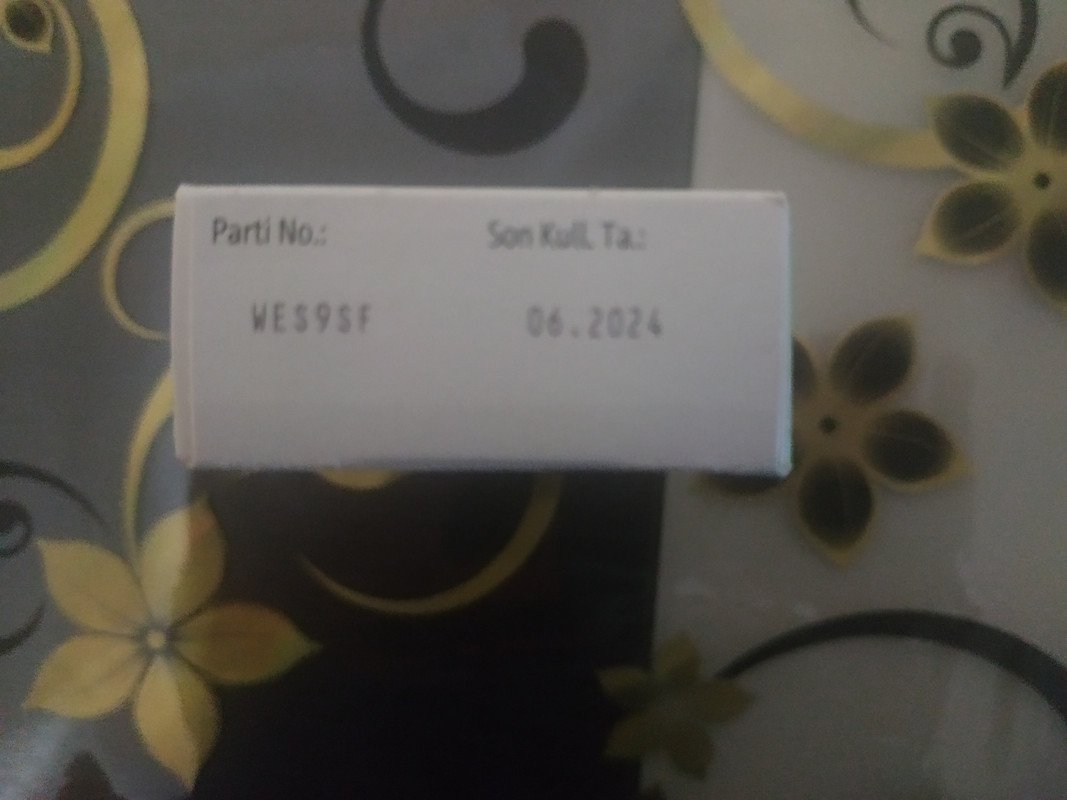 Parti No.: Son Kull. Ta.:
WES9SF 06.2024